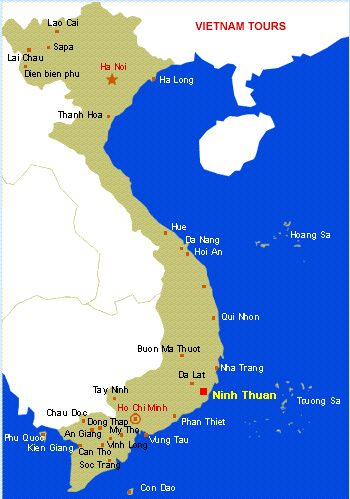 VIETNAM TOURS
Lao Cai
Sapa
Lai Chau
Ha Noi
Dien bien phu
Ha Long
Thanh Hoa
Hue
Hoang Sa
Da Nang
Hoi An
Qui Nhon
Buon Ma Thuot
Nha Trang
Da Lat
Tay Ninh
Ninh Thuan
Truong Sa
Ho Chi Minh
Chau Doc
Dong Thap
Phan Thiet
Phu Quoc
An Giang
My Tho
Vung Tau
Kien Giang
Vinh Long
Can Tho
Soc Trang
Con Dao